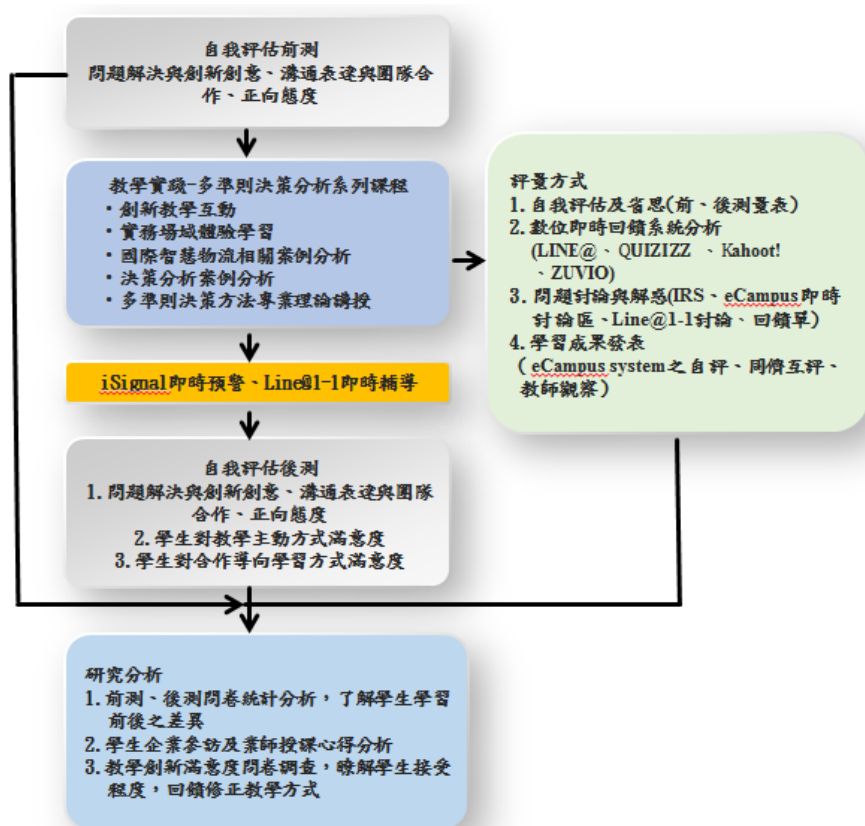 自我評估前測
問題解決與創新創意、溝通表達與團隊合
作、正向態度
教學實踐-多準則決策分析系列課程
・創新教學互動
・實務場域體驗學習
・國際智慧物流相關案例分析
・決策分析案例分析
・多準則決策方法專業理論講授
iSignal即時預警、Line@1-1即時輔導
自我評估後測
1.問題解決與創新創意、溝通表達與團隊
合作、正向態度
2.學生對教學主動方式滿意度
3.學生對合作導向學習方式滿意度
評量方式
1.自我評估及省思(前、後測量表)
2.數位即時回饋系統分析
(LINE@、QUIZIZZ 、Kahoot!
、ZUVIO)
3.問題討論與解惑(IRS、eCampus即時
討論區、Line@1-1討論、回饋單)
4.學習成果發表
(eCampus system之自評、同儕互評、
教師觀察)
研究分析
1.前測、後測問卷統計分析，了解學生學習
前後之差異
2.學生企業參訪及業師授課心得分析
3.教學創新滿意度問卷調查，瞭解學生接受
程度，回饋修正教學方式